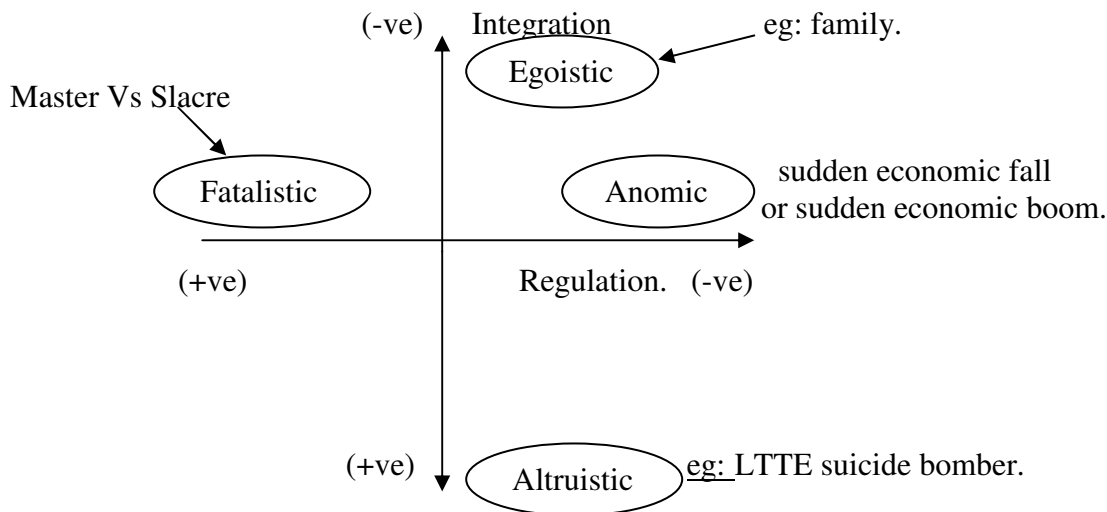 (-ve) Integration eg: family.
Egoistic
Master Vs Slacre
Fatalistic
Anomic
sudden economic fall
or sudden economic boom.
(+ve) Regulation. (-ve)
(+ve)
Altruistic
eg: LTTE suicide bomber.